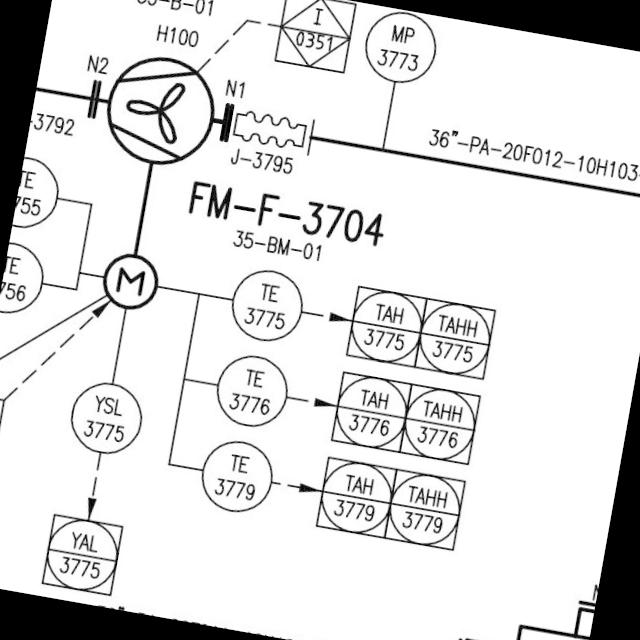 35-B-01
H100
I
0351
MP
3773
N2
N1
-3792
J-3795
36"-PA-20F012-10H103-
FM-F-3704
35-BM-01
TE
755
TE
756
M
TE
3775
TAH
3775
TAHH
3775
TE
3776
TAH
3776
TAHH
3776
YSL
3775
TE
3779
TAH
3779
TAHH
3779
YAL
3775